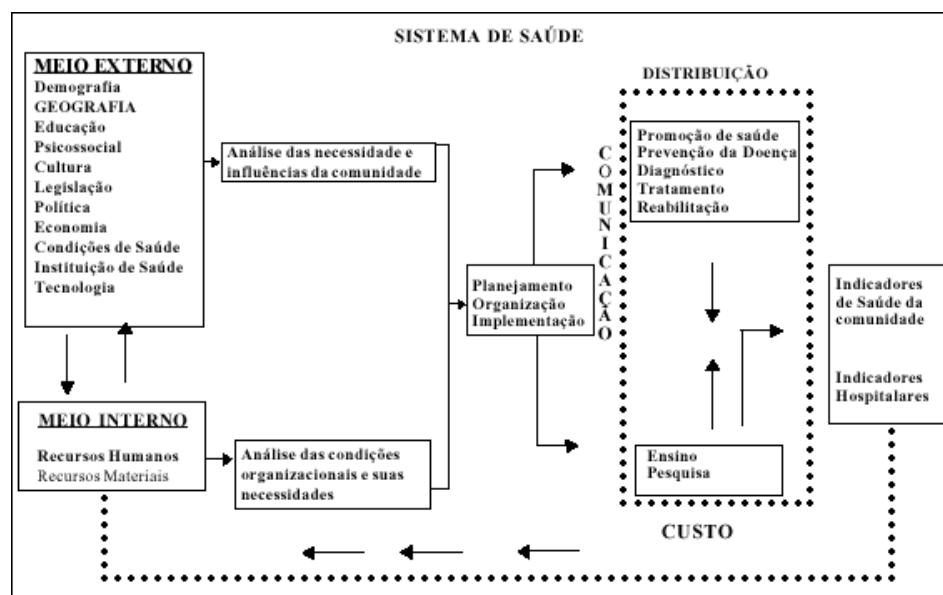 SISTEMA DE SAÚDE
MEIO EXTERNO
Demografia
GEOGRAFIA
Educação
Psicossocial
Cultura
Legislação
Política
Economia
Condições de Saúde
Instituição de Saúde
Tecnologia
Análise das necessidade e
influências da comunidade
MEIO INTERNO
Recursos Humanos
Recursos Materiais
Análise das condições
organizacionais e suas
necessidades
Planejamento
Organização
Implementação
COMUNICAÇÃO
DISTRIBUIÇÃO
Promoção de saúde
Prevenção da Doença
Diagnóstico
Tratamento
Reabilitação
Ensino
Pesquisa
CUSTO
Indicadores
de Saúde da
comunidade
Indicadores
Hospitalares